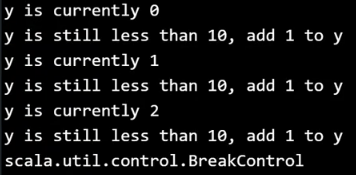 y is currently 0
y is still less than 10, add 1 to y
y is currently 1
y is still less than 10, add 1 to y
y is currently 2
y is still less than 10, add 1 to y
scala.util.control.BreakControl